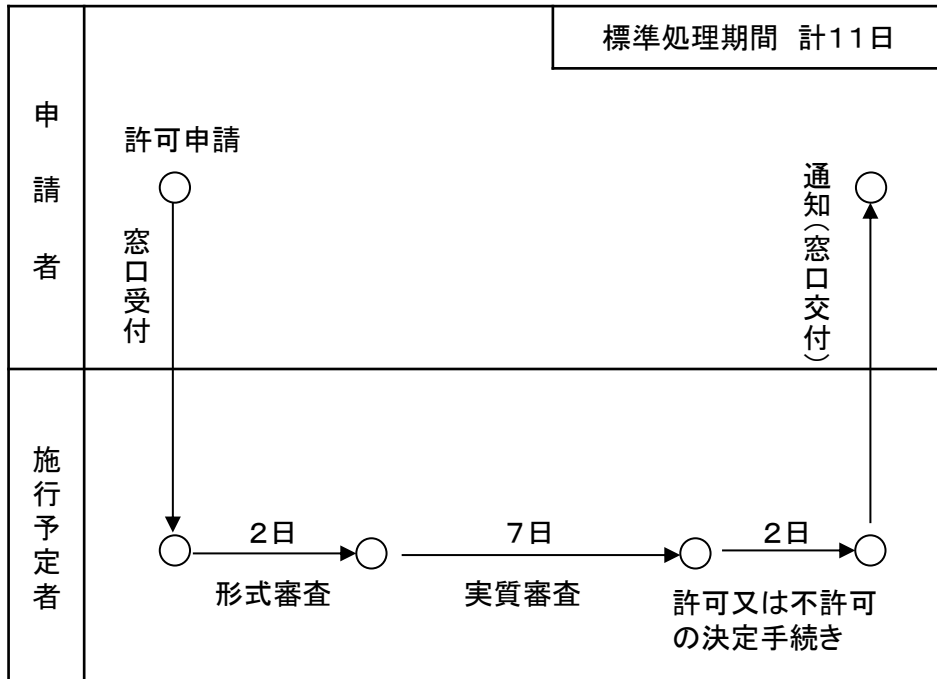 標準処理期間 計11日
申請者
許可申請
窓口受付
通知(窓口交付)
施行予定者
2日
形式審査
7日
実質審査
2日
許可又は不許可
の決定手続き